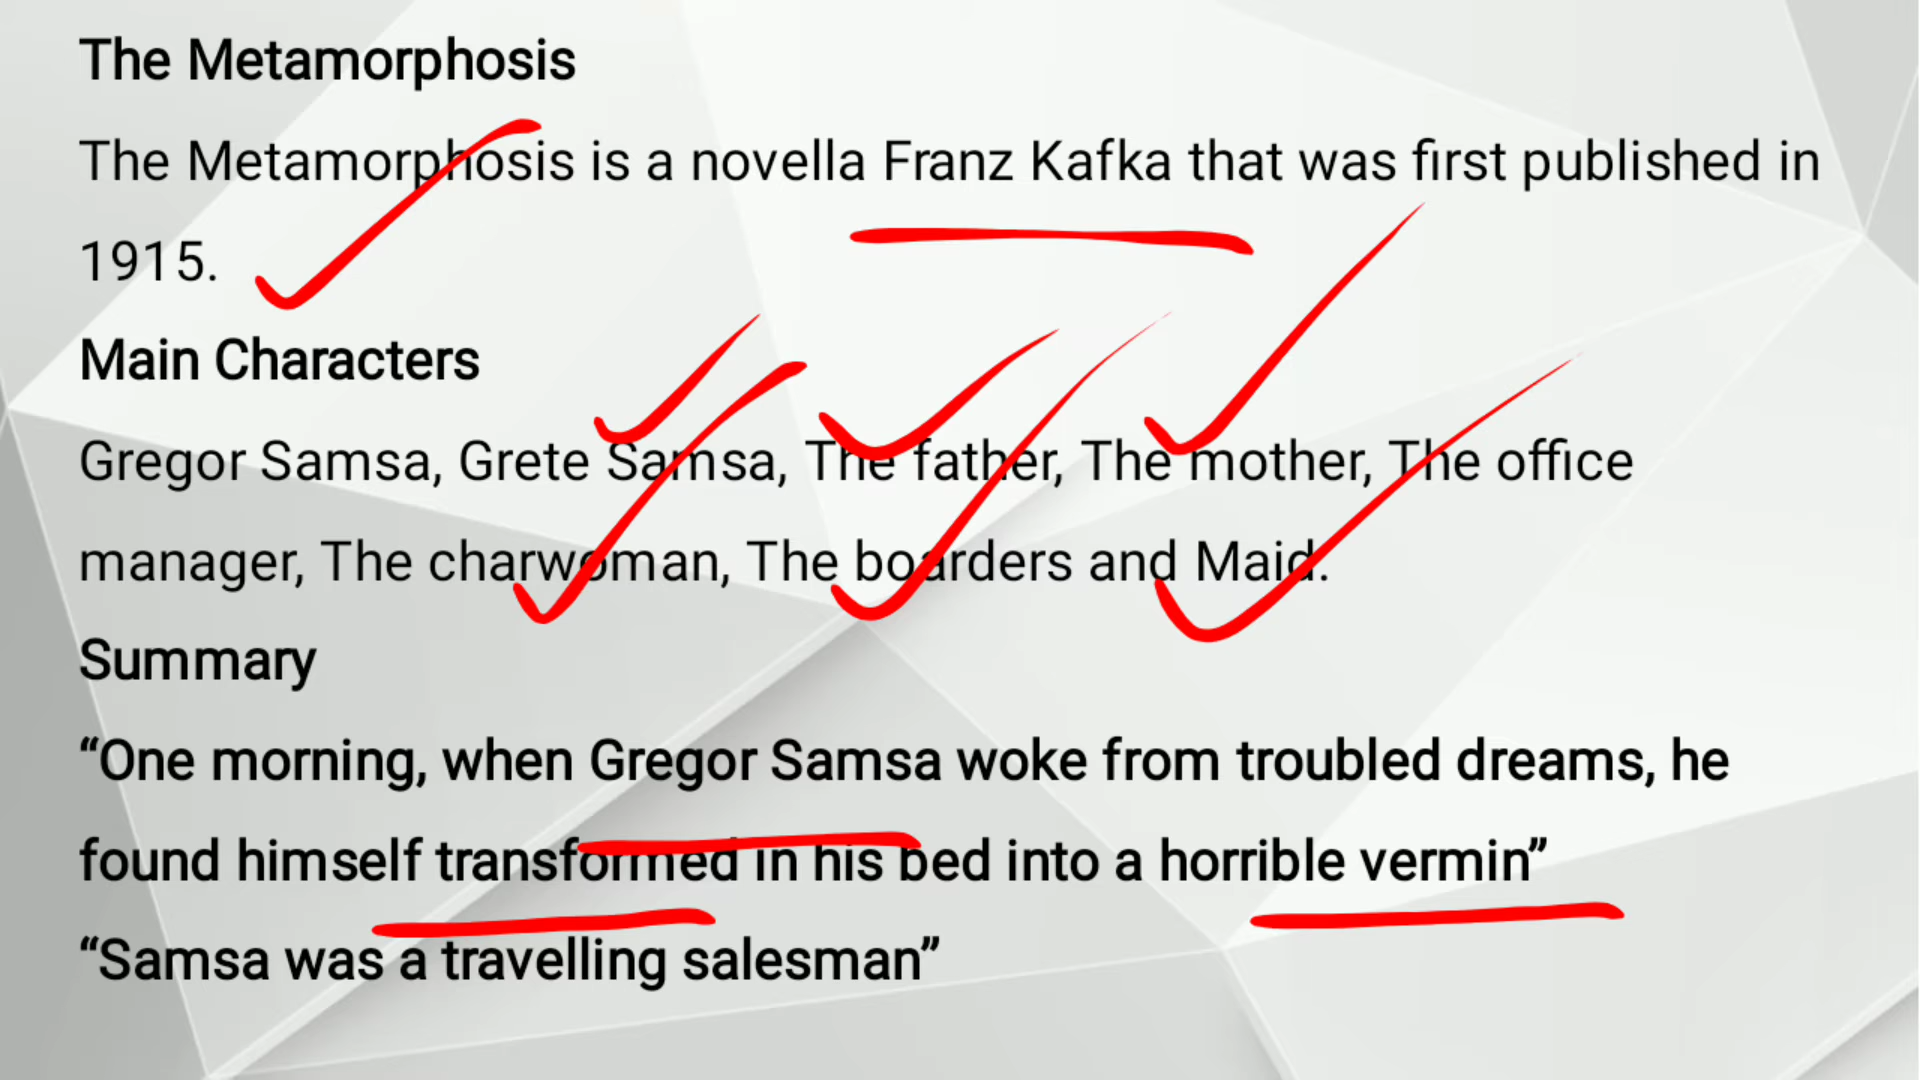 The Metamorphosis
The Metamorphosis is a novella Franz Kafka that was first published in
1915.
Main Characters
Gregor Samsa, Grete Samsa, The father, The mother, The office
manager, The charwoman, The boarders and Maid.
Summary
“One morning, when Gregor Samsa woke from troubled dreams, he
found himself transformed in his bed into a horrible vermin”
“Samsa was a travelling salesman”